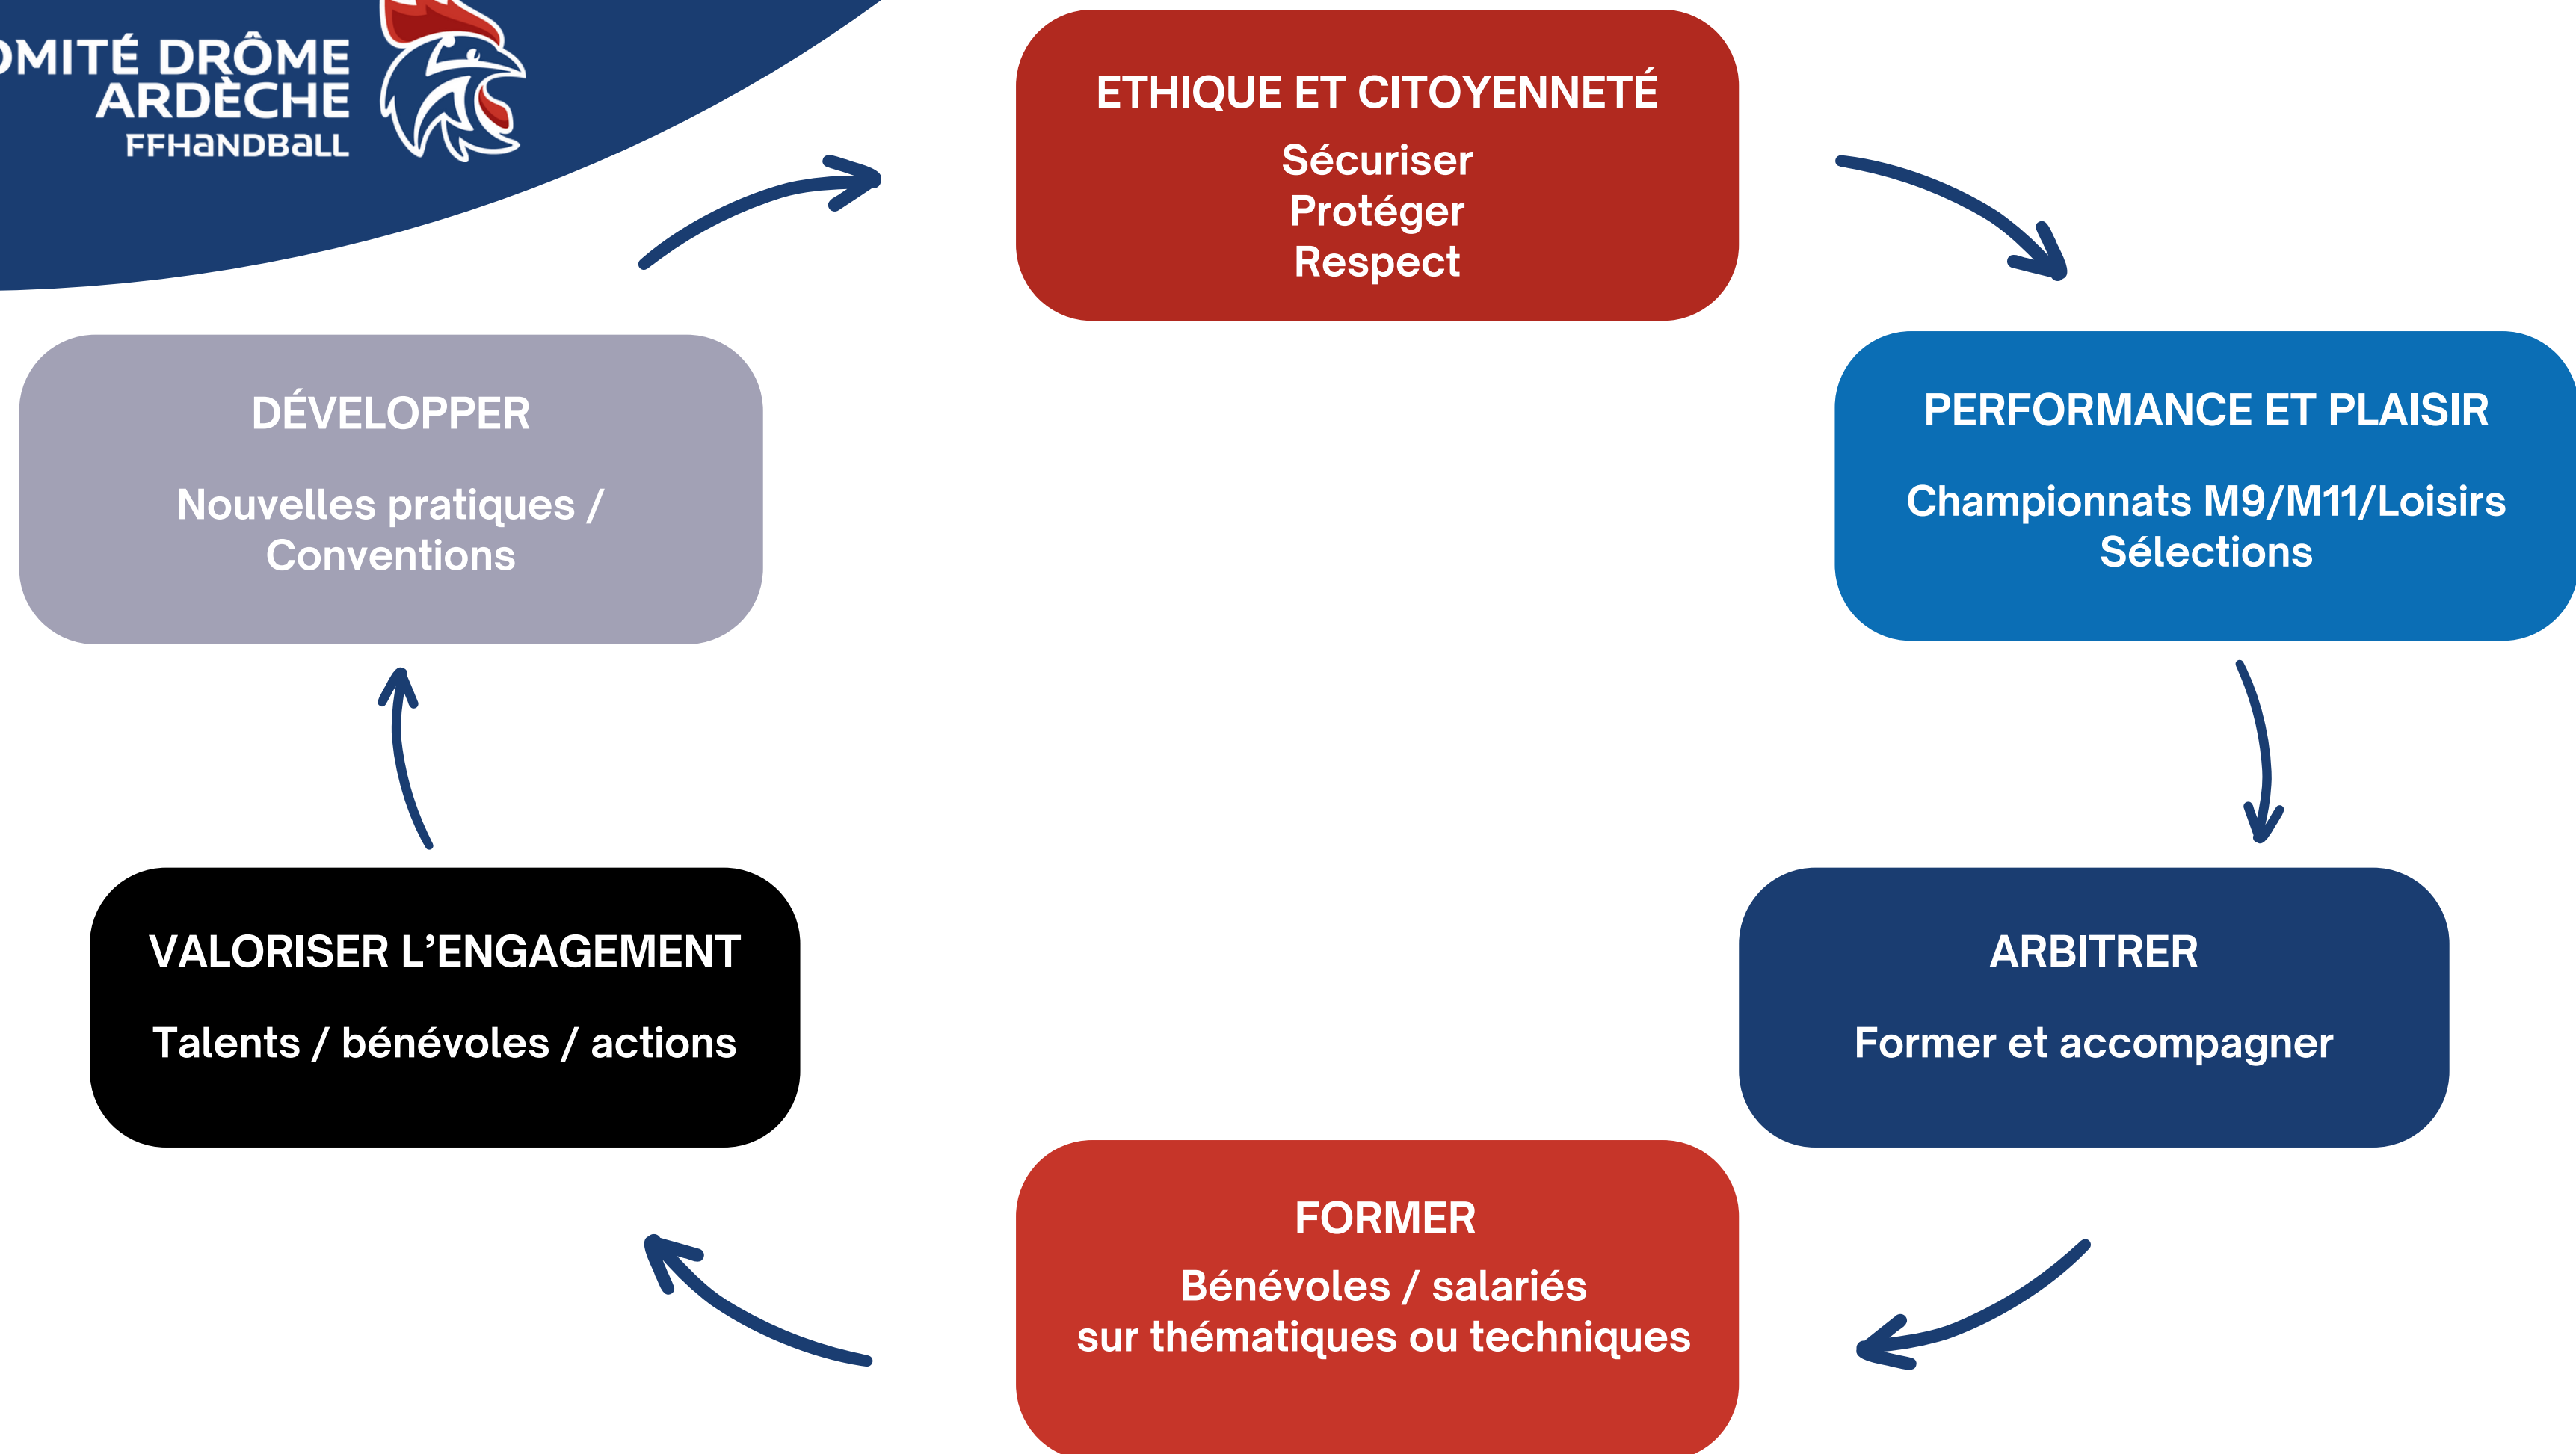 OMITÉ DRÔME
ARDÈCHE
FFHANDBALL
ETHIQUE ET CITOYENNETÉ
Sécuriser
Protéger
Respect
PERFORMANCE ET PLAISIR
Championnats M9/M11/Loisirs
Sélections
ARBITRER
Former et accompagner
FORMER
Bénévoles / salariés
sur thématiques ou techniques
VALORISER L’ENGAGEMENT
Talents / bénévoles / actions
DÉVELOPPER
Nouvelles pratiques /
Conventions